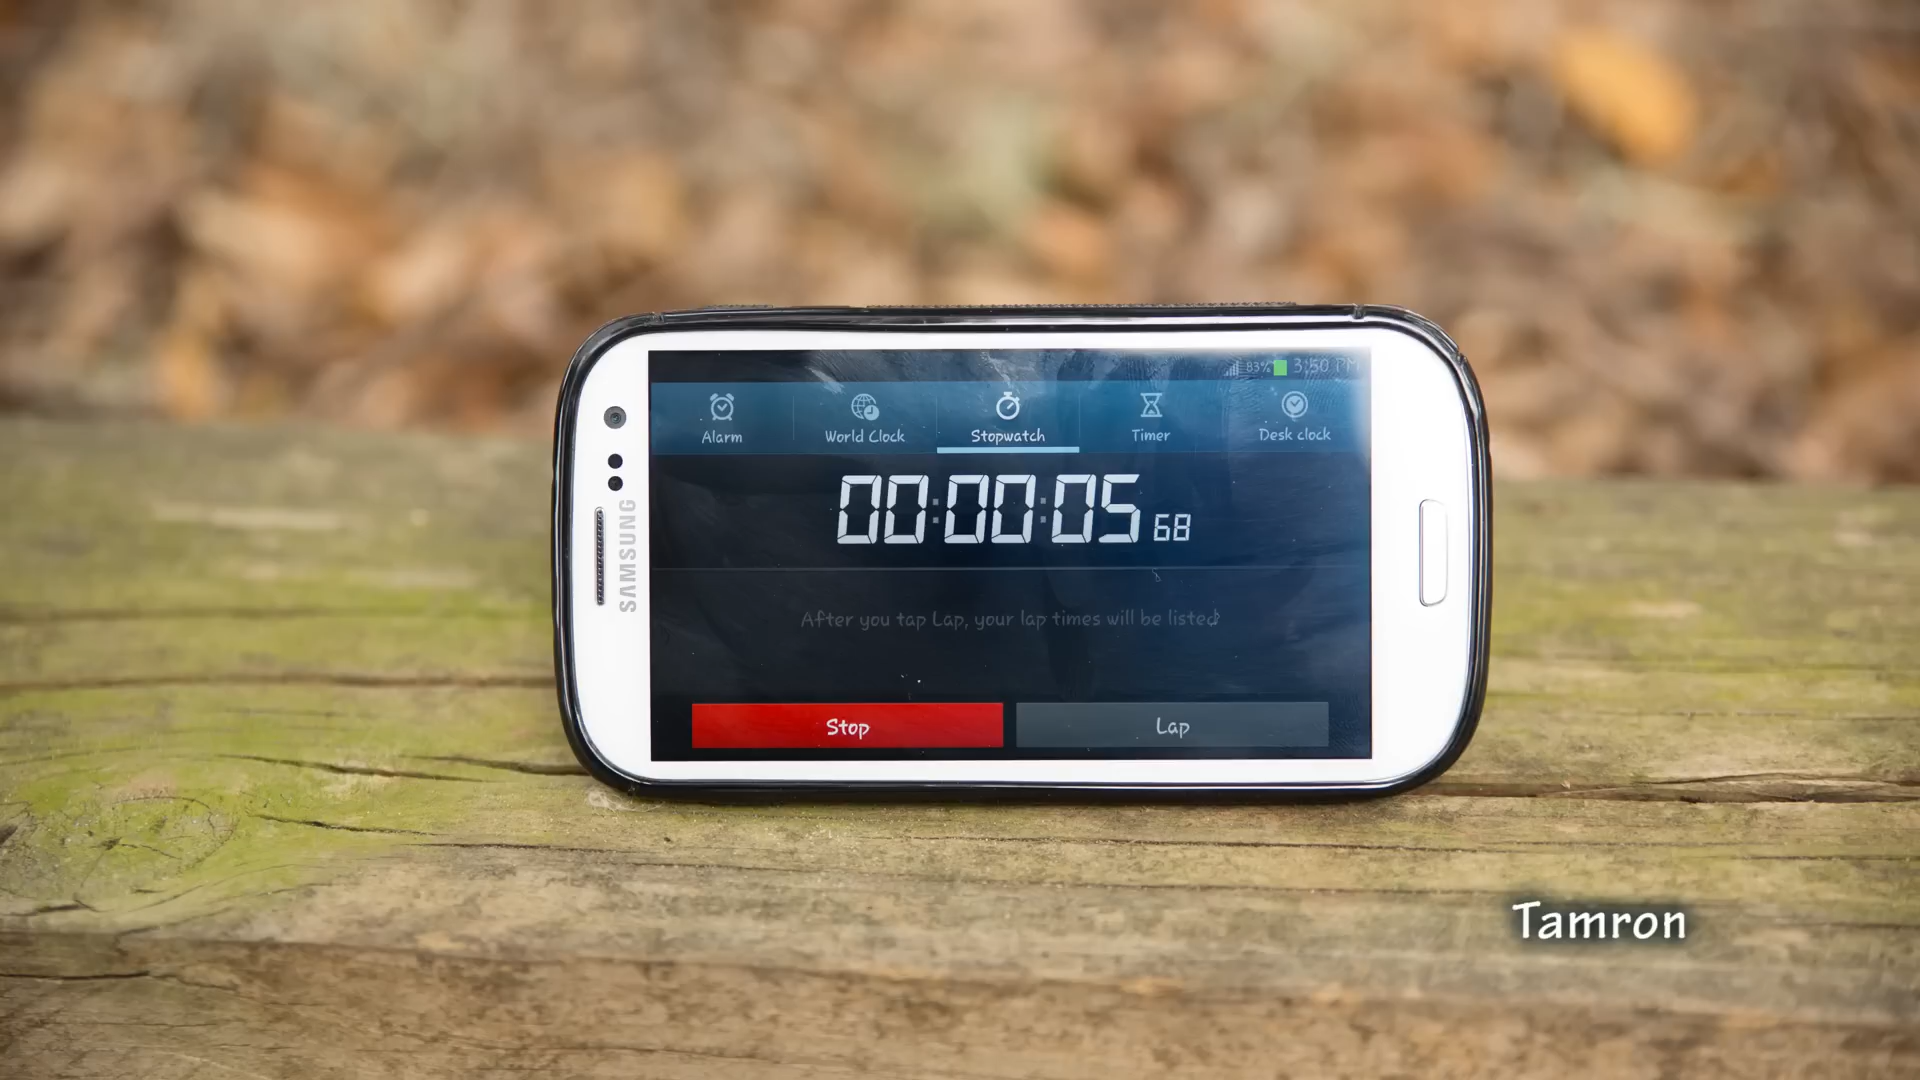 83% 3:50 PM
Alarm World Clock Stopwatch Timer Desk clock
00:00:05 68
After you tap Lap, your lap times will be listed
Stop Lap
SAMSUNG
Tamron